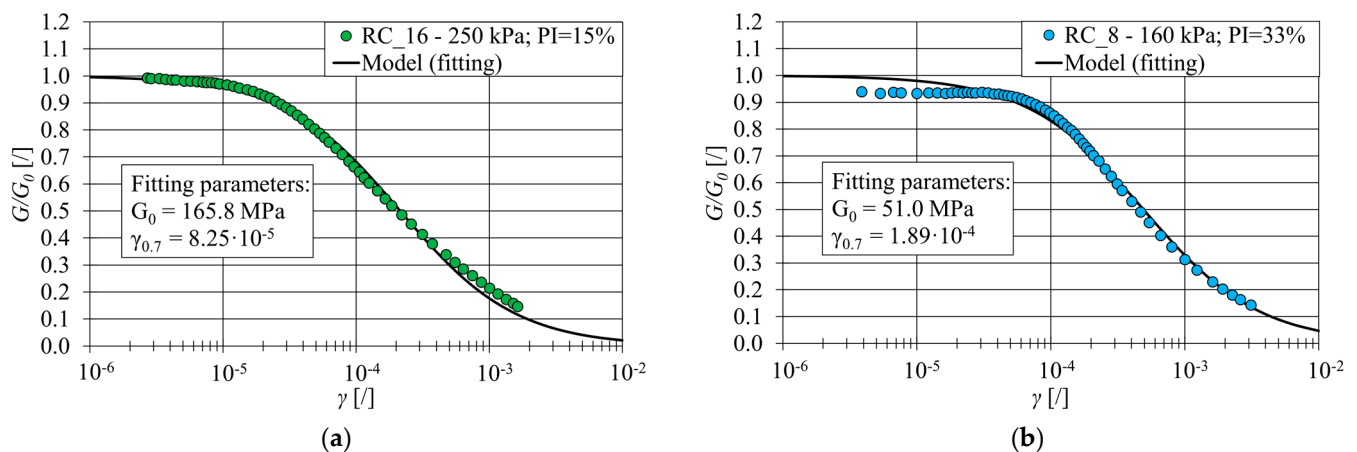 1.2
1.1
1.0
0.9
0.8
0.7
0.6
0.5
0.4
0.3
0.2
0.1
0.0
G/G₀ [/]
RC_16 - 250 kPa; PI=15%
Model (fitting)
Fitting parameters:
G₀ = 165.8 MPa
γ₀.₇ = 8.25·10⁻⁵
10⁻⁶ 10⁻⁵ 10⁻⁴ 10⁻³ 10⁻²
γ [/]
(a)
1.2
1.1
1.0
0.9
0.8
0.7
0.6
0.5
0.4
0.3
0.2
0.1
0.0
G/G₀ [/]
RC_8 - 160 kPa; PI=33%
Model (fitting)
Fitting parameters:
G₀ = 51.0 MPa
γ₀.₇ = 1.89·10⁻⁴
10⁻⁶ 10⁻⁵ 10⁻⁴ 10⁻³ 10⁻²
γ [/]
(b)